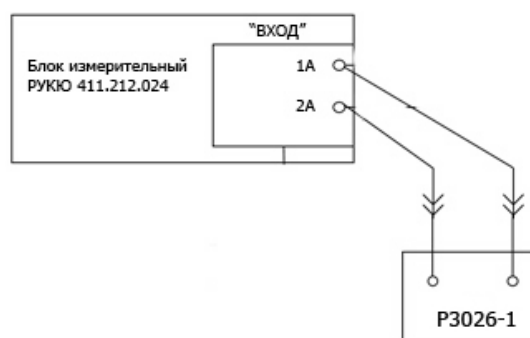 "ВХОД"
Блок измерительный
РУКЮ 411.212.024
1А
2А
Р3026-1